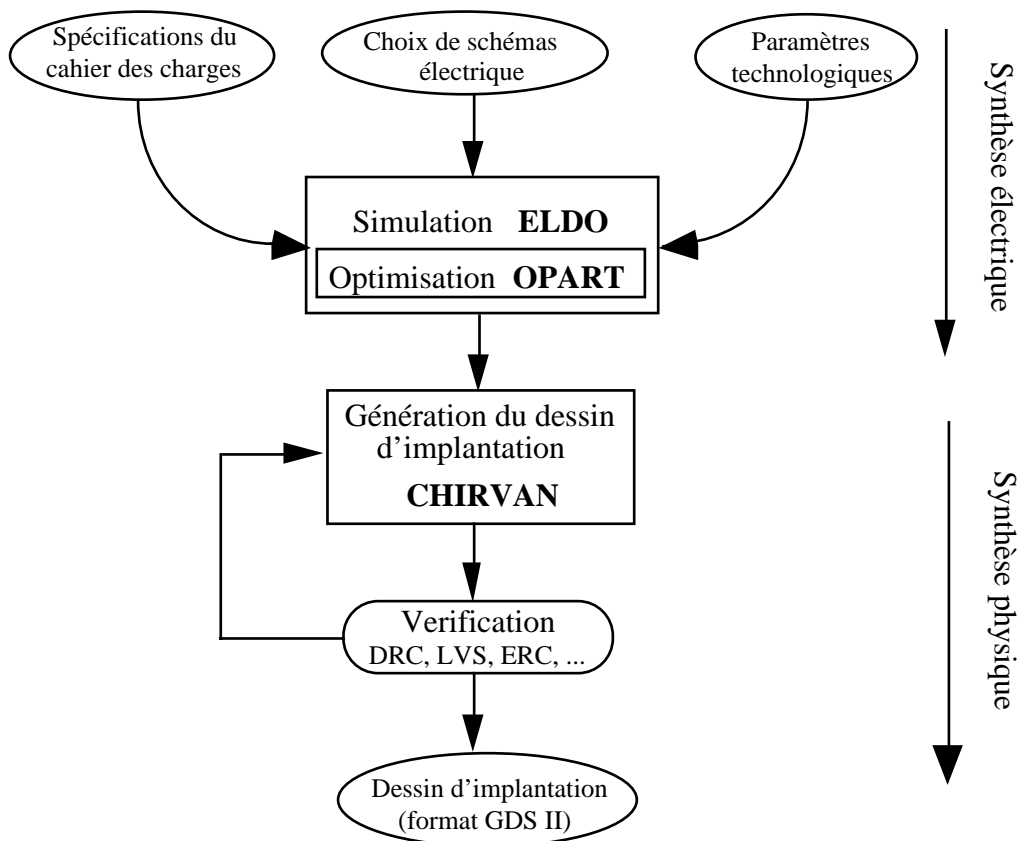 Spécifications du
cahier des charges
Choix de schémas
électrique
Paramètres
technologiques
Synthèse électrique
Simulation ELDO
Optimisation OPART
Génération du dessin
d’implantation
CHIRVAN
Synthèse physique
Verification
DRC, LVS, ERC, ...
Dessin d’implantation
(format GDS II)